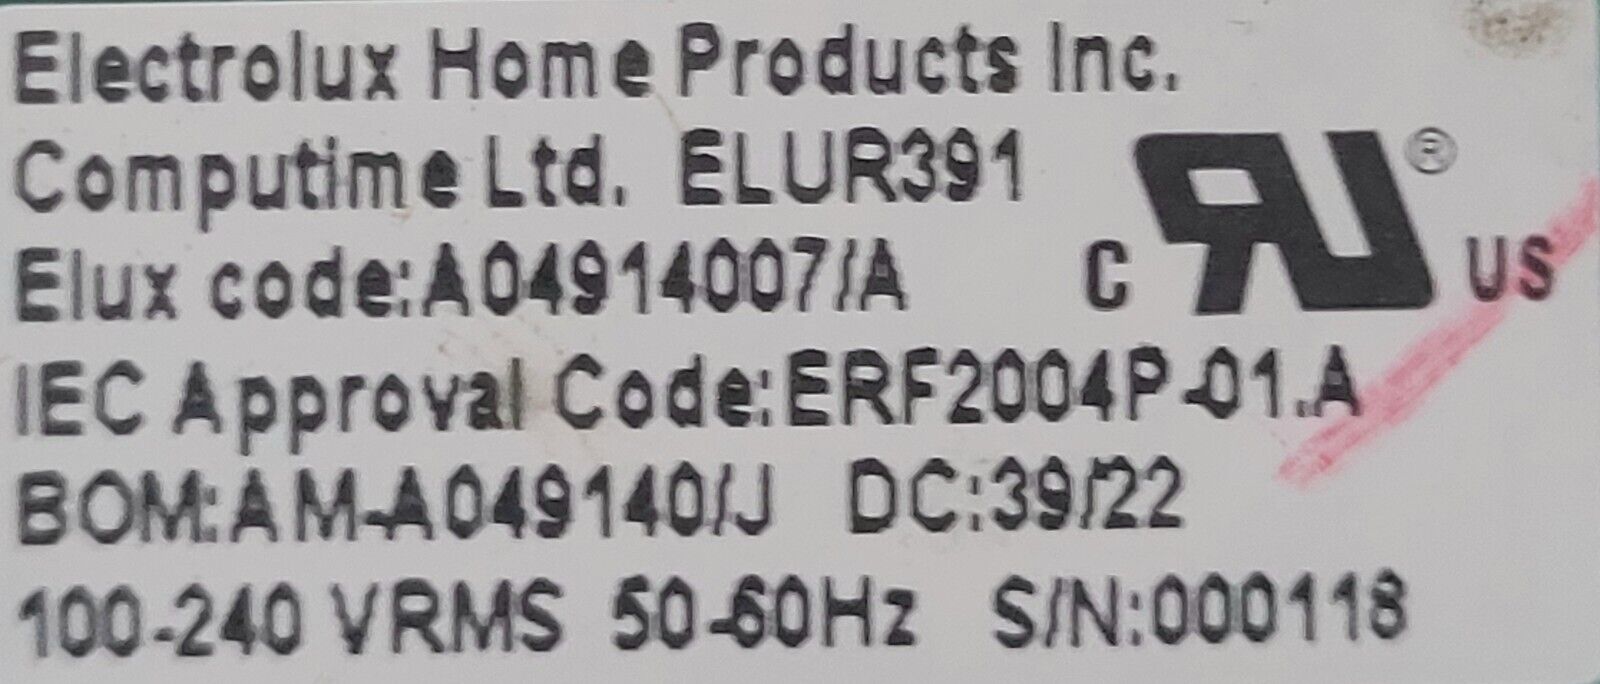 Electrolux Home Products Inc.
Computime Ltd. ELUR391
Elux code:A04914007/A
C RU® US
IEC Approval Code:ERF2004P-01.A
BOM:AM-A049140/J DC:39/22
100-240 VRMS 50-60Hz S/N:000118